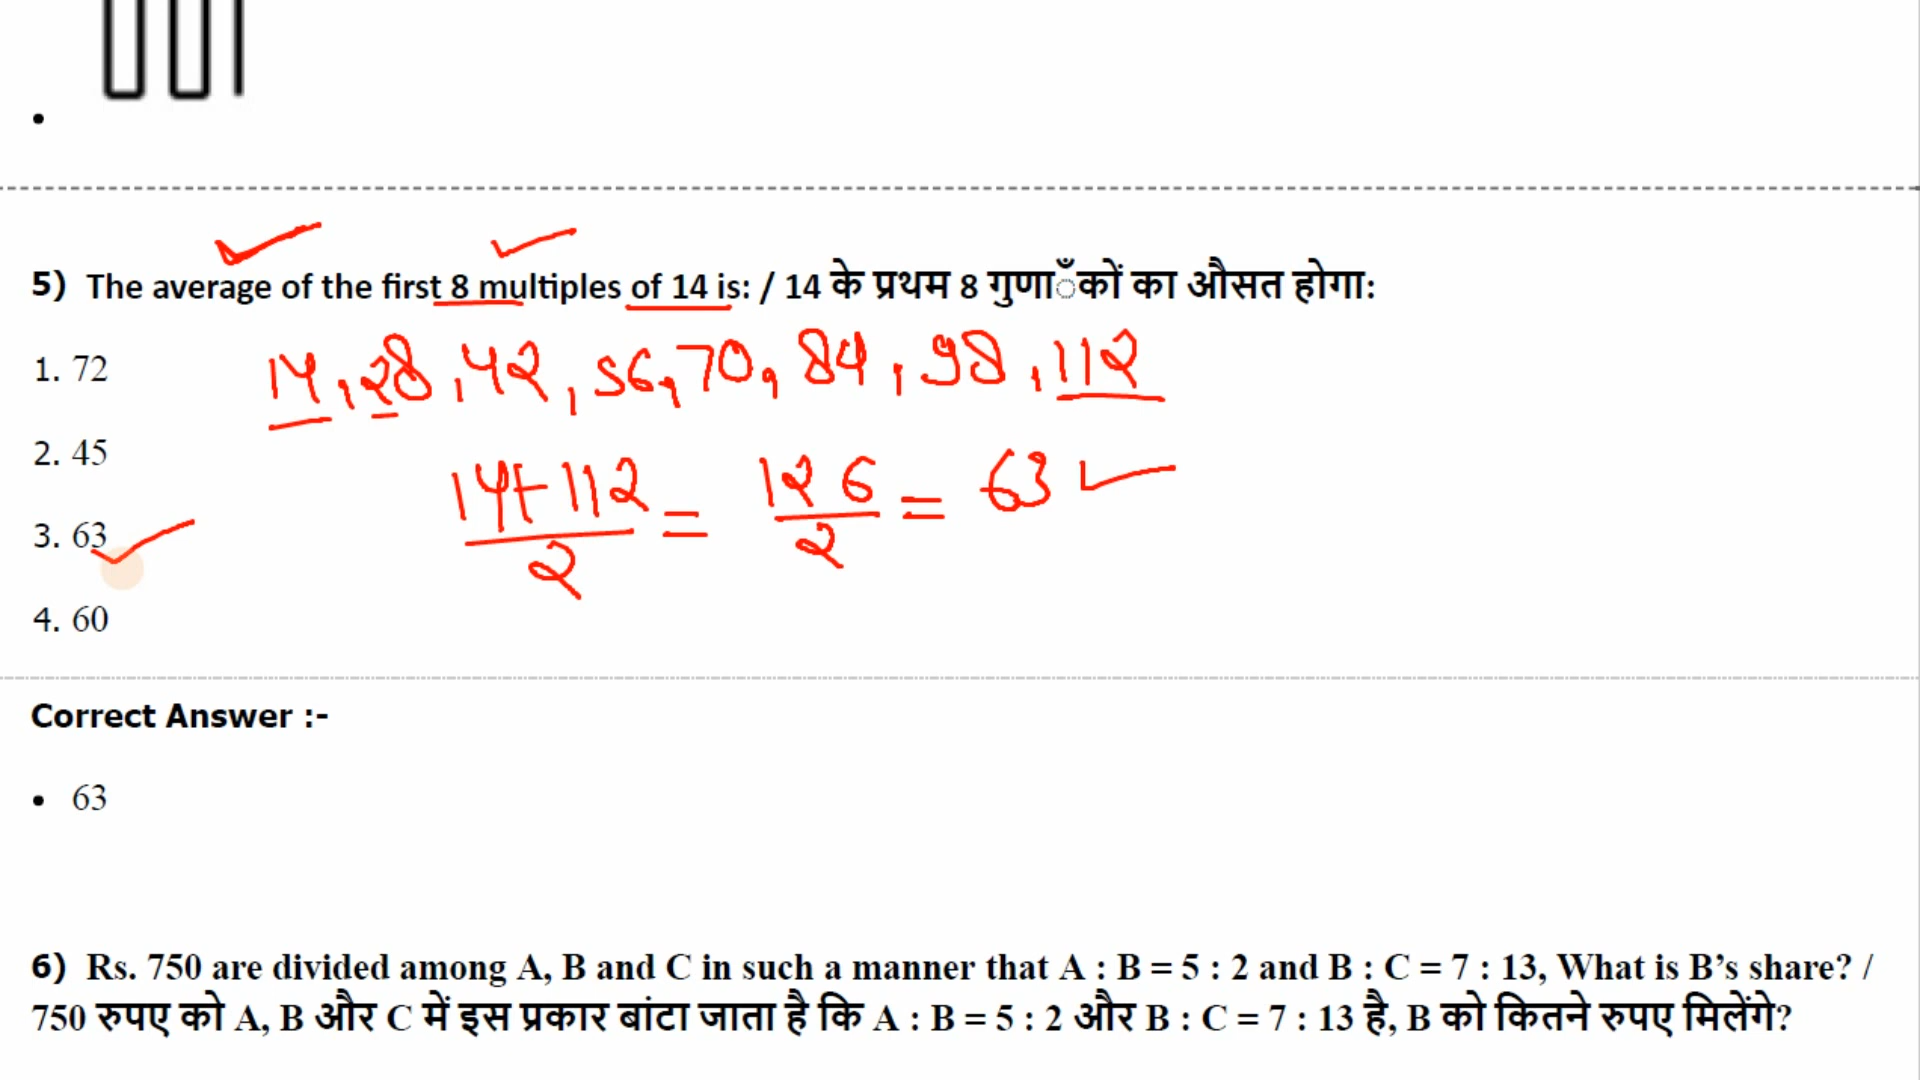 5) The average of the first 8 multiples of 14 is: / 14 के प्रथम 8 गुणाँकों का औसत होगा:
1. 72
14, 28, 42, 56, 70, 84, 98, 112
2. 45
14+112 / 2 = 126 / 2 = 63
3. 63
4. 60
Correct Answer :-
• 63
6) Rs. 750 are divided among A, B and C in such a manner that A : B = 5 : 2 and B : C = 7 : 13, What is B’s share? /
750 रुपए को A, B और C में इस प्रकार बांटा जाता है कि A : B = 5 : 2 और B : C = 7 : 13 है, B को कितने रुपए मिलेंगे?